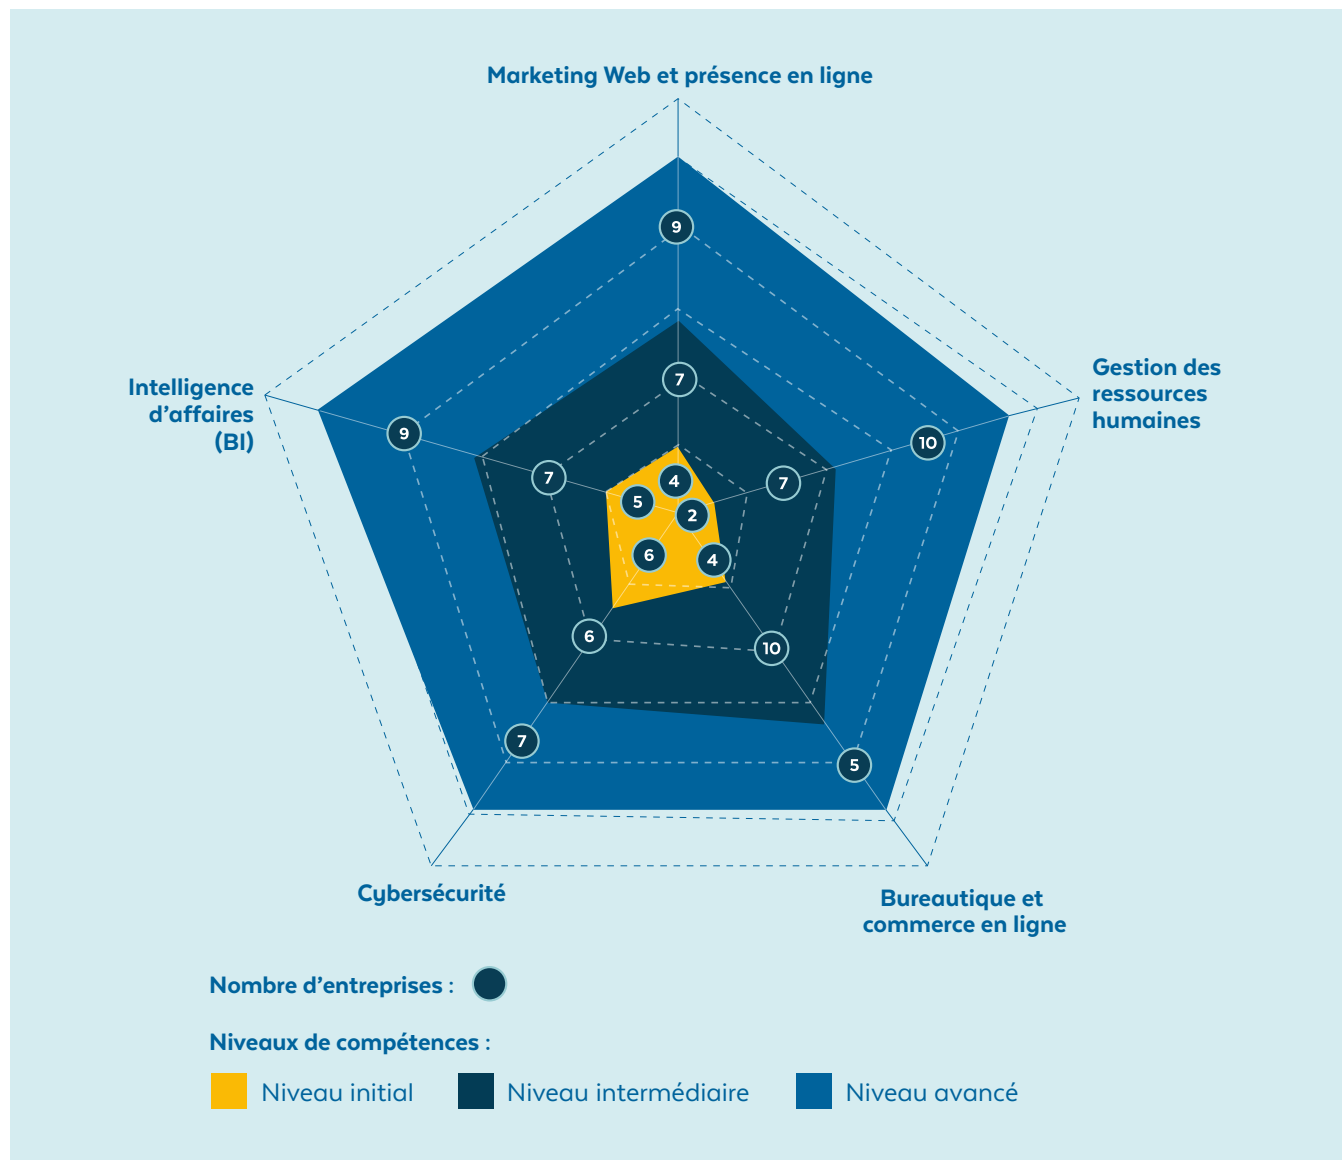 Marketing Web et présence en ligne
9
Gestion des
ressources
humaines
Intelligence
d'affaires
(BI)
7
9
10
7
7
4
5
2
6
4
6
10
7
5
Cybersécurité
Bureautique et
commerce en ligne
Nombre d'entreprises :
Niveaux de compétences :
Niveau initial
Niveau intermédiaire
Niveau avancé